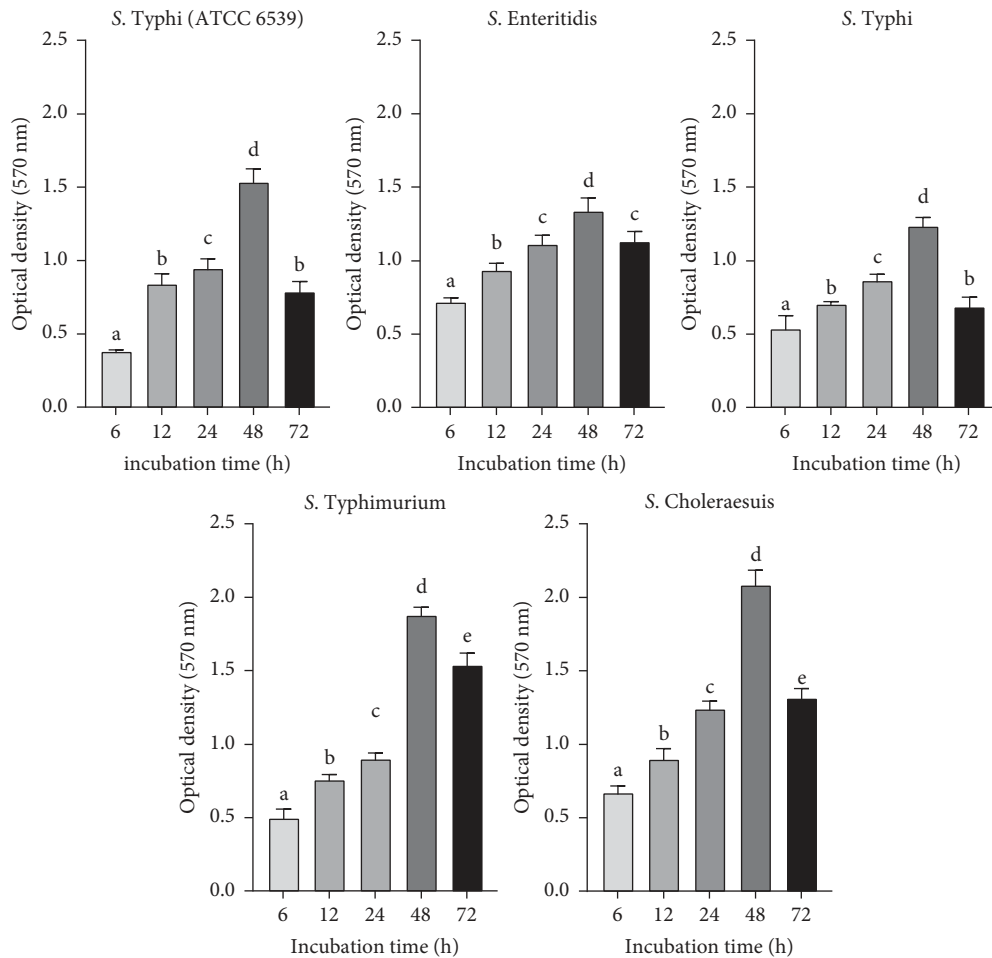 S. Typhi (ATCC 6539)
2.5
2.0
1.5
1.0
0.5
0.0
Optical density (570 nm)
a
b
c
d
b
6 12 24 48 72
incubation time (h)
S. Enteritidis
2.5
2.0
1.5
1.0
0.5
0.0
Optical density (570 nm)
a
b
c
d
c
6 12 24 48 72
Incubation time (h)
S. Typhi
2.5
2.0
1.5
1.0
0.5
0.0
Optical density (570 nm)
a
b
c
d
b
6 12 24 48 72
Incubation time (h)
S. Typhimurium
2.5
2.0
1.5
1.0
0.5
0.0
Optical density (570 nm)
a
b
c
d
e
6 12 24 48 72
Incubation time (h)
S. Choleraesuis
2.5
2.0
1.5
1.0
0.5
0.0
Optical density (570 nm)
a
b
c
d
e
6 12 24 48 72
Incubation time (h)